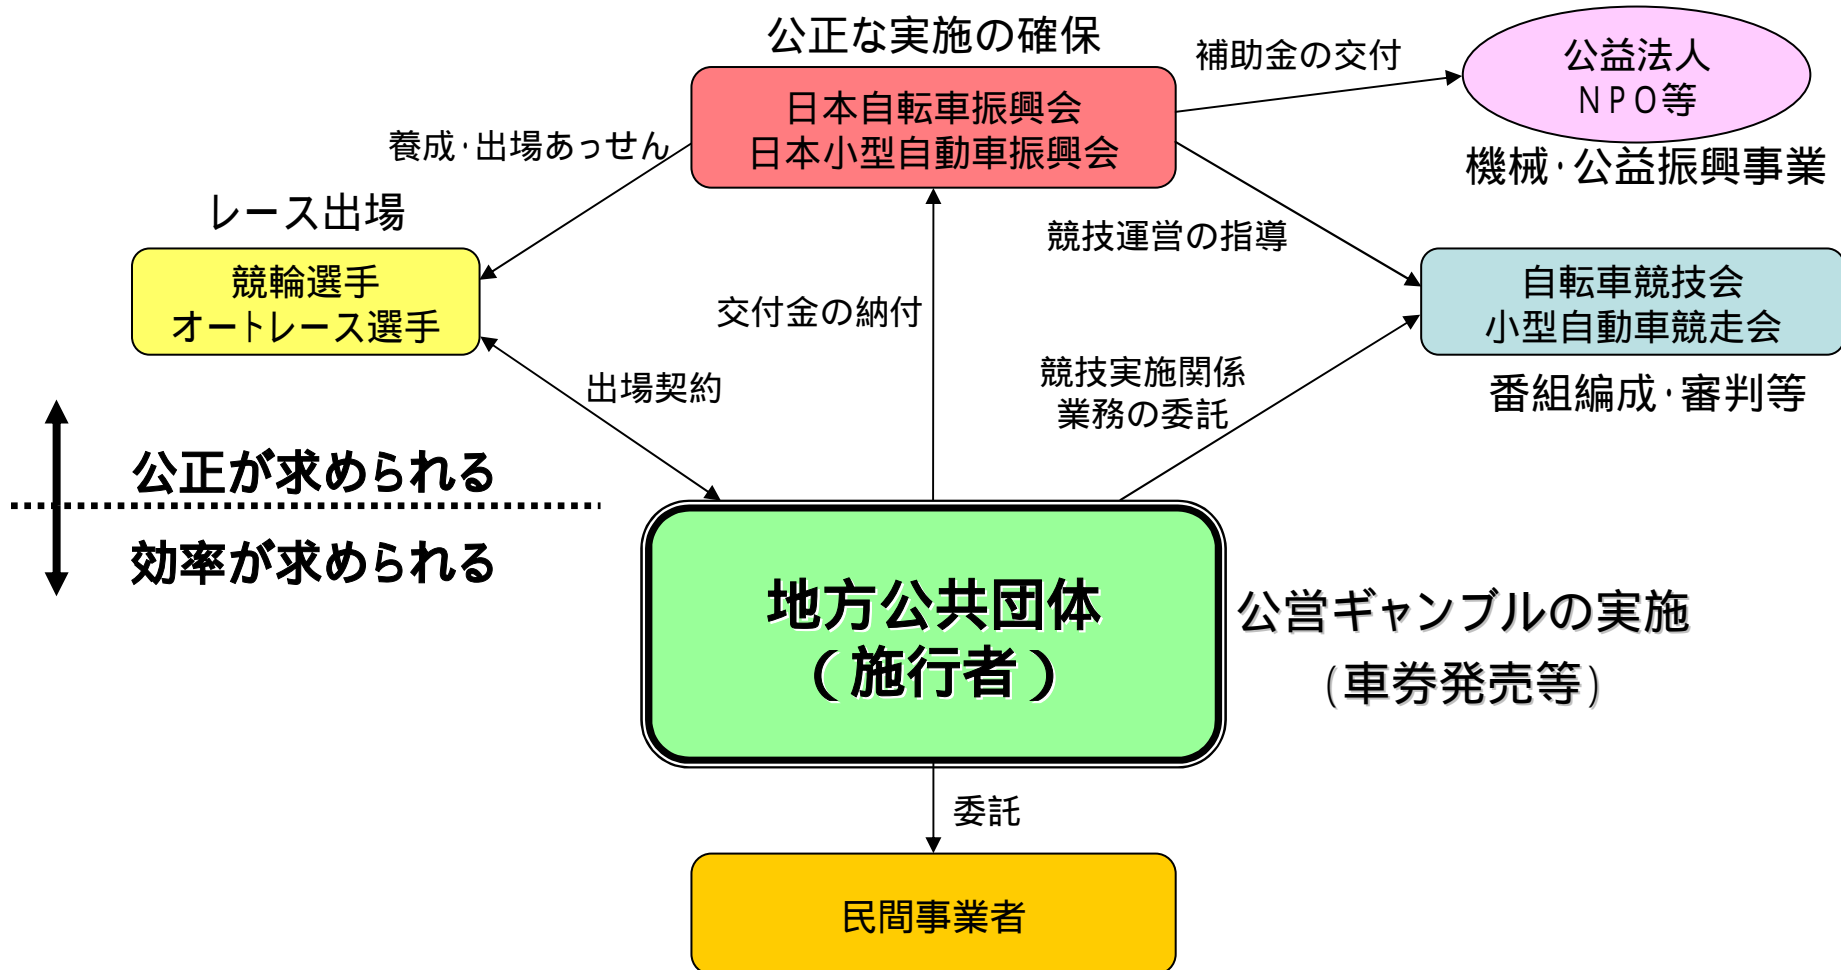 公正な実施の確保
補助金の交付
公益法人
NPO等
機械・公益振興事業
日本自転車振興会
日本小型自動車振興会
養成・出場あっせん
レース出場
競輪選手
オートレース選手
競技運営の指導
自転車競技会
小型自動車競走会
番組編成・審判等
交付金の納付
出場契約
競技実施関係
業務の委託
公正が求められる
効率が求められる
地方公共団体
(施行者)
公営ギャンブルの実施
(車券発売等)
委託
民間事業者